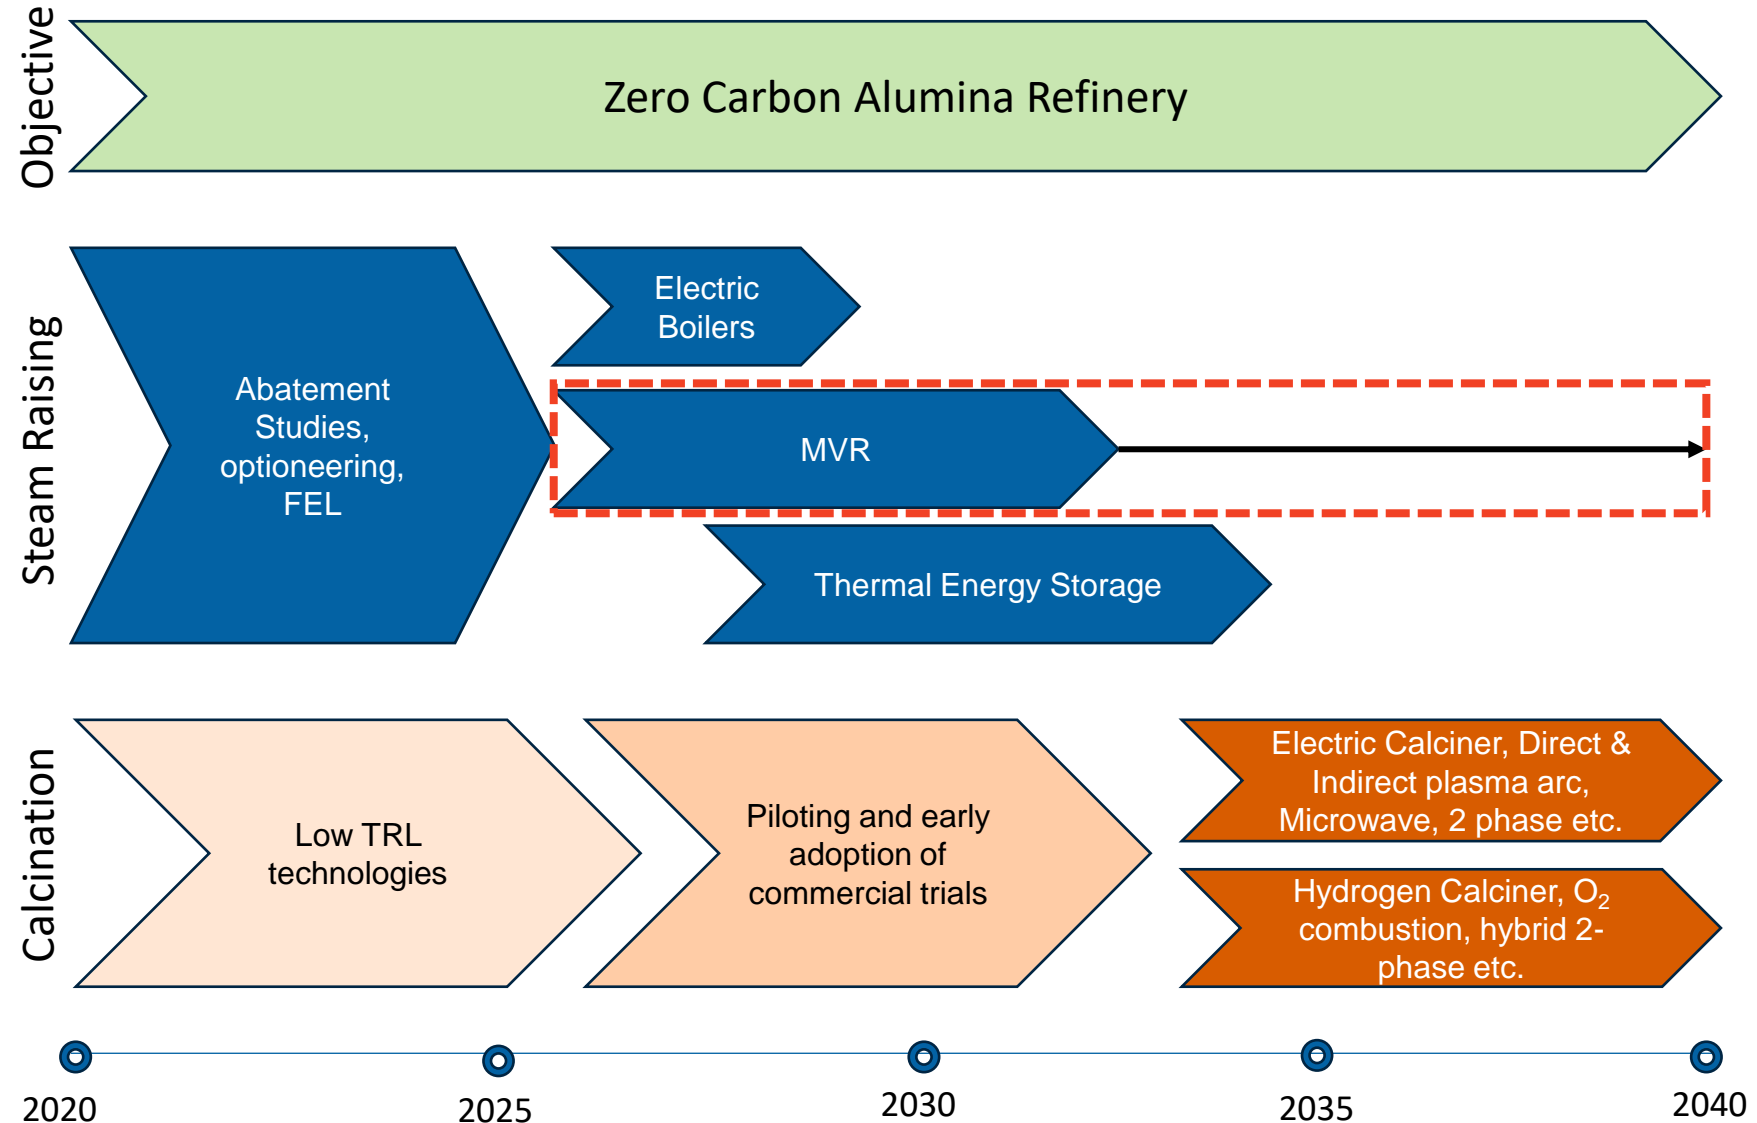 Objective
Zero Carbon Alumina Refinery
Steam Raising
Abatement
Studies,
optioneering,
FEL
Electric
Boilers
MVR
Thermal Energy Storage
Calcination
Low TRL
technologies
Piloting and early
adoption of
commercial trials
Electric Calciner, Direct &
Indirect plasma arc,
Microwave, 2 phase etc.
Hydrogen Calciner, O₂
combustion, hybrid 2-
phase etc.
2020
2025
2030
2035
2040